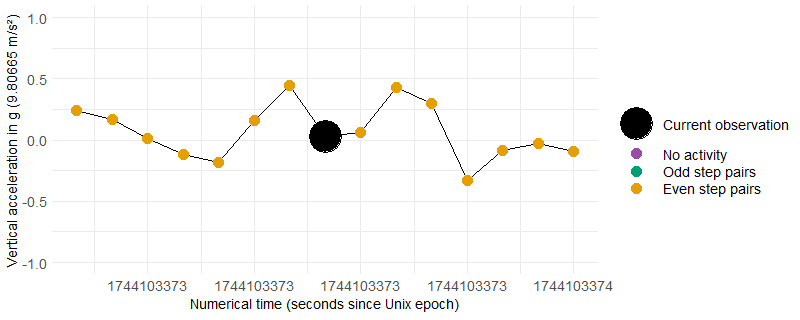 Vertical acceleration in g (9.80665 m/s²)
1.0
0.5
0.0
-0.5
-1.0
1744103373 1744103373 1744103373 1744103373 1744103374
Numerical time (seconds since Unix epoch)
Current observation
No activity
Odd step pairs
Even step pairs